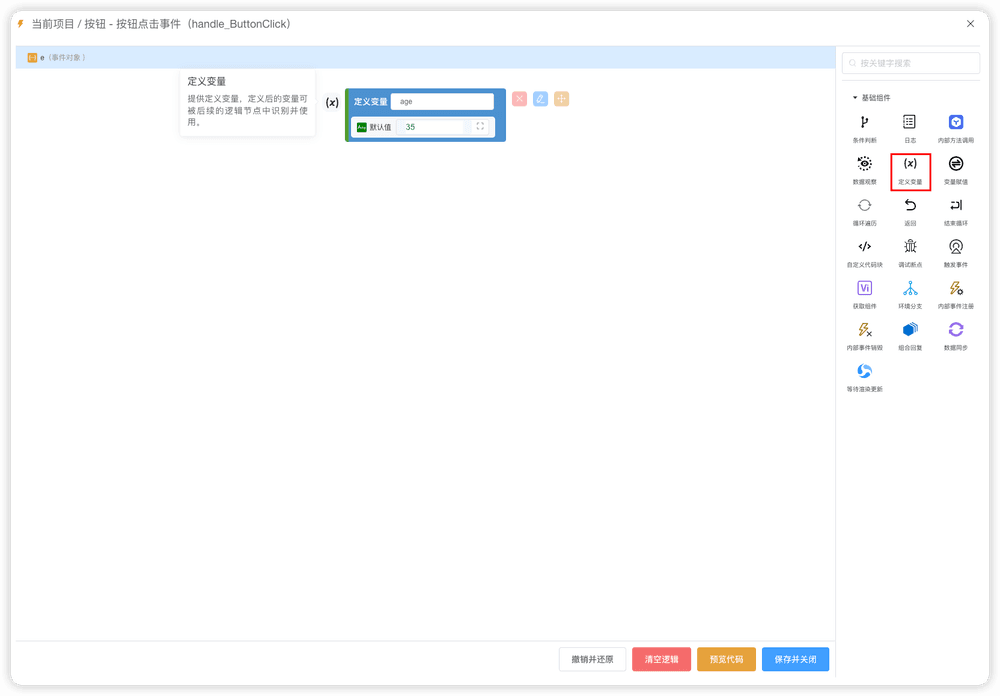 当前项目 / 按钮 - 按钮点击事件（handle_ButtonClick）
e（事件对象）
按关键字搜索
定义变量
提供定义变量，定义后的变量可
被后续的逻辑节点中识别并使
用。
(x)
定义变量 age
默认值 35
基础组件
条件判断 日志 内部方法调用
(x)
数据观察 定义变量 变量赋值
循环遍历 返回 结束循环
自定义代码块 调试断点 触发事件
Vi
获取组件 环境分支 内部事件注册
内部事件销毁 组合回复 数据同步
等待渲染更新
撤销并还原 清空逻辑 预览代码 保存并关闭